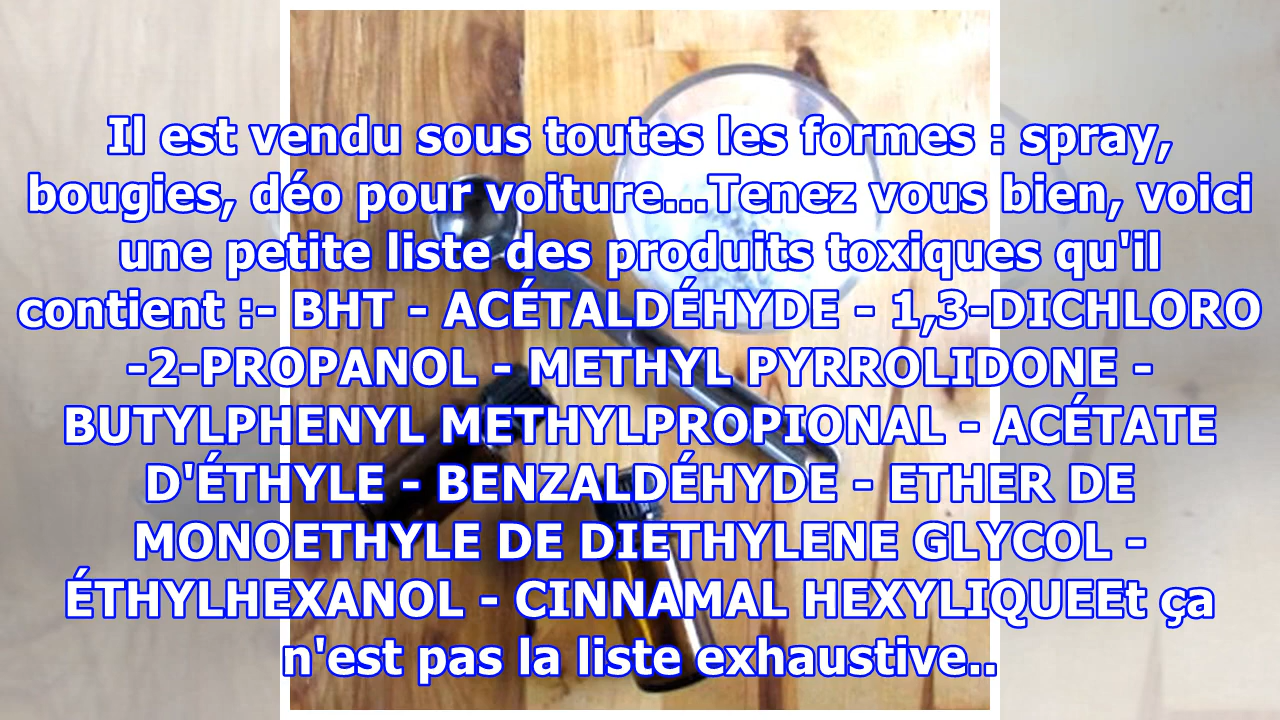 Il est vendu sous toutes les formes : spray,
bougies, déo pour voiture...Tenez vous bien, voici
une petite liste des produits toxiques qu'il
contient :- BHT - ACÉTALDÉHYDE - 1,3-DICHLORO
-2-PROPANOL - METHYL PYRROLIDONE -
BUTYLPHENYL METHYLPROPIONAL - ACÉTATE
D'ÉTHYLE - BENZALDÉHYDE - ETHER DE
MONOETHYLE DE DIETHYLENE GLYCOL -
ÉTHYLHEXANOL - CINNAMAL HEXYLIQUEEt ça
n'est pas la liste exhaustive..